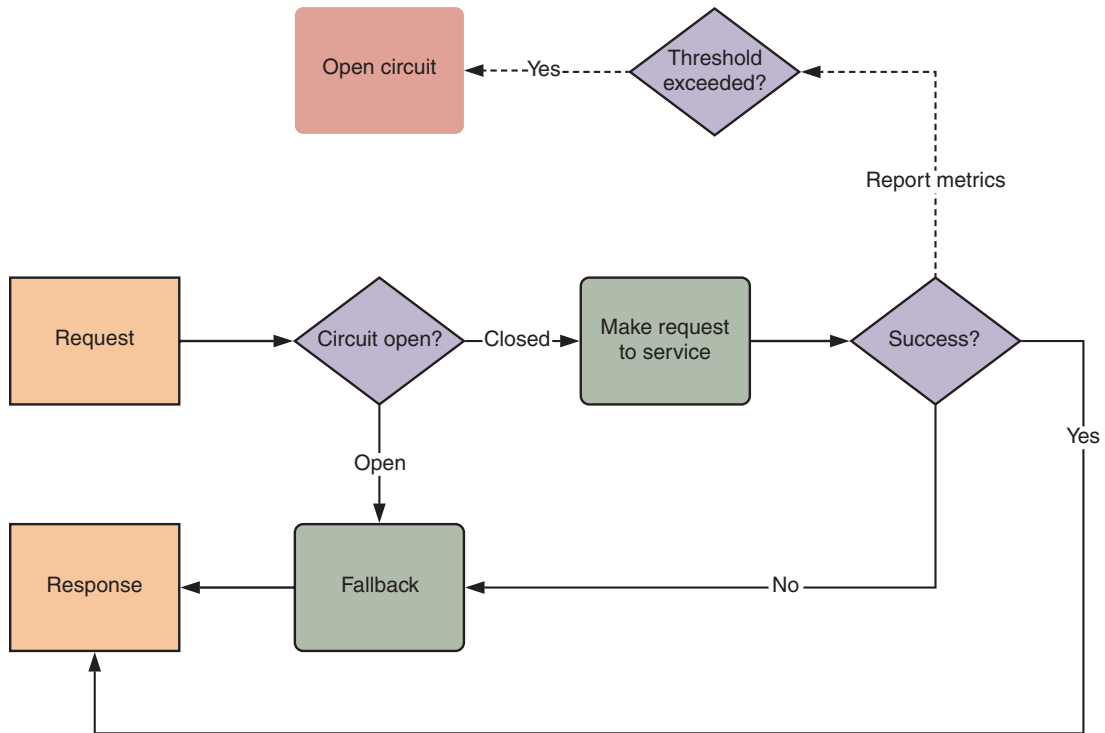 Open circuit
Yes
Threshold
exceeded?
Report metrics
Request
Circuit open?
Closed
Make request
to service
Success?
Yes
Open
Response
Fallback
No